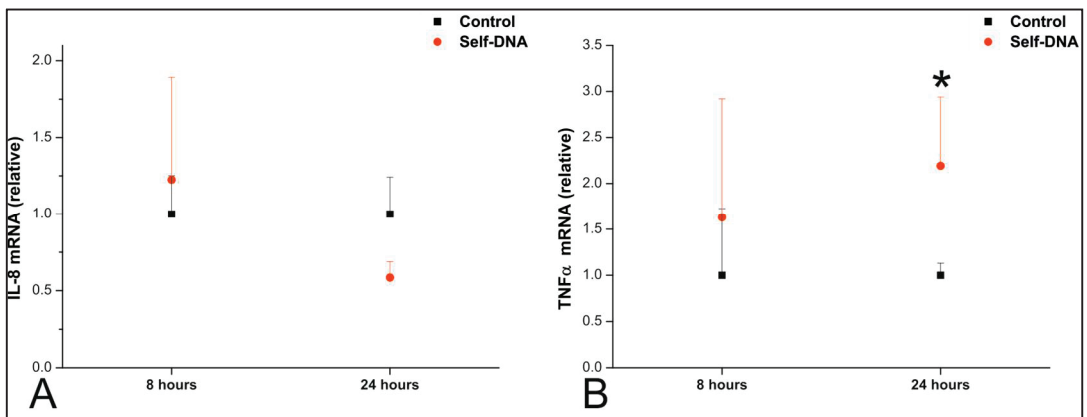 Control
Self-DNA
2.0
1.5
1.0
0.5
0.0
IL-8 mRNA (relative)
8 hours
24 hours
A
Control
Self-DNA
3.5
3.0
2.5
2.0
1.5
1.0
0.5
0.0
TNFα mRNA (relative)
*
8 hours
24 hours
B